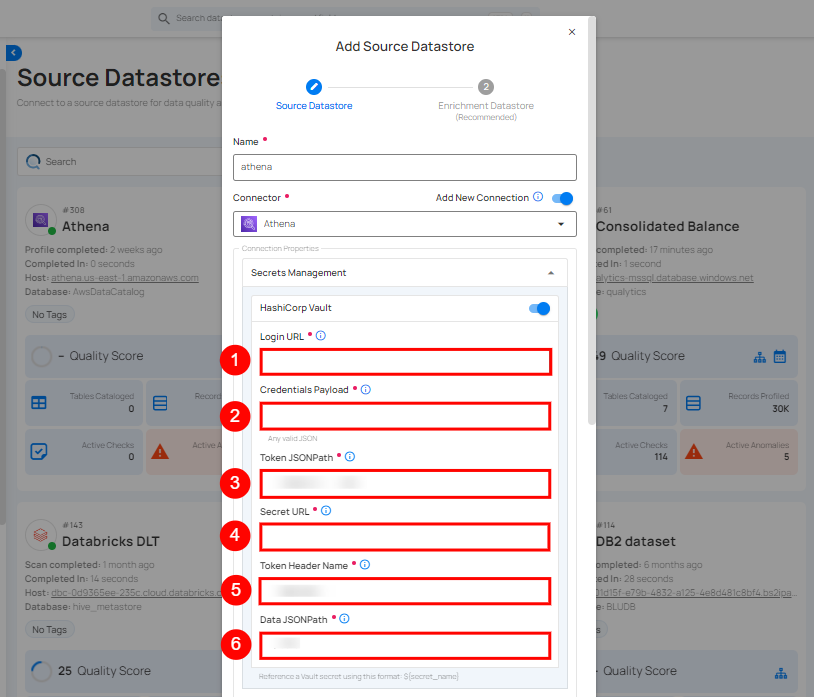 Search dat
Source Datastore
Connect to a source datastore for data quality a
Search
#308
Athena
Profile completed: 2 weeks ago
Completed In: 0 seconds
Host: athena.us-east-1.amazonaws.com
Database: AwsDataCatalog
No Tags
– Quality Score
Tables Cataloged
0
Record
Active Checks
0
Active A
#143
Databricks DLT
Scan completed: 1 month ago
Completed In: 14 seconds
Host: dbc-0d9365ee-235c.cloud.databricks.c
Database: hive_metastore
No Tags
25 Quality Score
Add Source Datastore
Source Datastore
2
Enrichment Datastore
(Recommended)
Name *
athena
Connector *
Add New Connection
Athena
Connection Properties
Secrets Management
HashiCorp Vault
Login URL *
1
Credentials Payload *
2
Any valid JSON
Token JSONPath *
3
Secret URL *
4
Token Header Name *
5
Data JSONPath *
6
Reference a Vault secret using this format: ${secret_name}
#61
Consolidated Balance
completed: 17 minutes ago
ed In: 1 second
alytics-mssql.database.windows.net
e: qualytics
49 Quality Score
Tables Cataloged
7
Records Profiled
30K
Active Checks
114
Active Anomalies
5
#114
DB2 dataset
completed: 6 months ago
ed In: 28 seconds
01d15f-e79b-4832-a125-4e8d481c8bf4.bs2ipa...
e: BLUDB
s
Quality Score